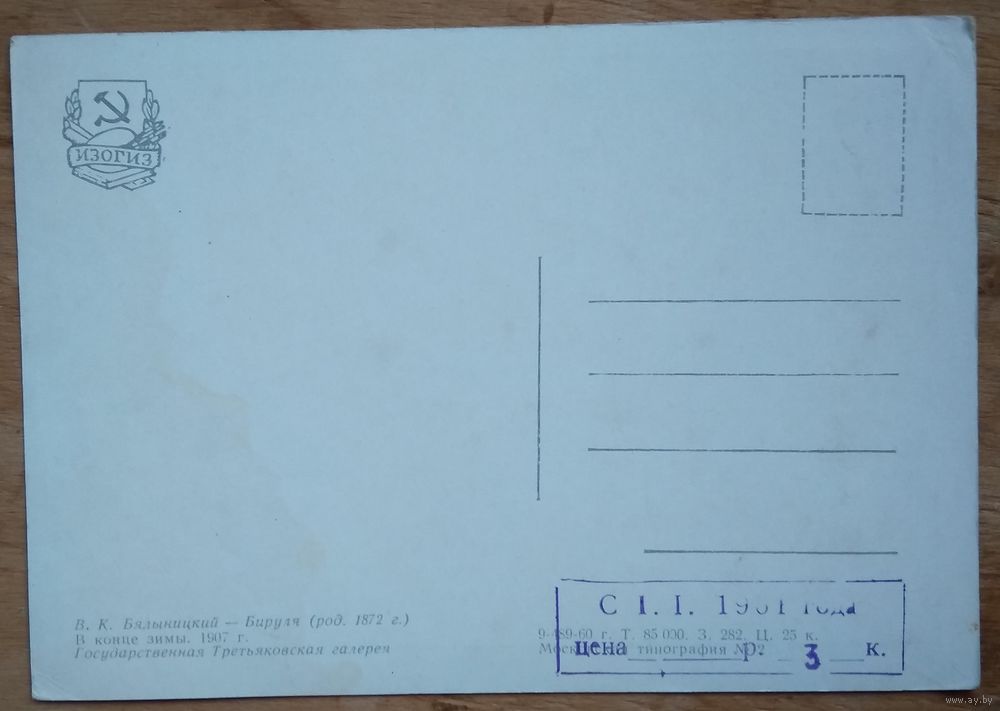 ИЗОГИЗ
В. К. Бялыницкий — Бируля (род. 1872 г.)
В конце зимы. 1907 г.
Государственная Третьяковская галерея
9-489-60 г. Т. 85 000. З. 282. Ц. 25 к.
типография №2
С 1. I. 1961 года
цена р. 3 к.
www.ay.by